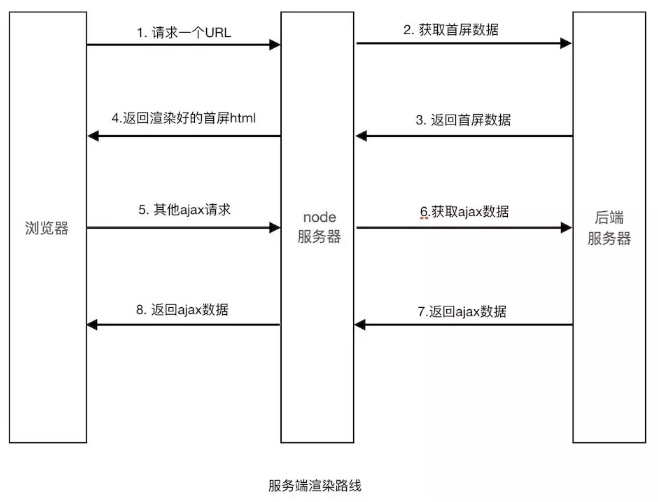 1. 请求一个URL
2. 获取首屏数据
4.返回渲染好的首屏html
3. 返回首屏数据
5. 其他ajax请求
6.获取ajax数据
浏览器
node
服务器
后端
服务器
8. 返回ajax数据
7.返回ajax数据
服务端渲染路线